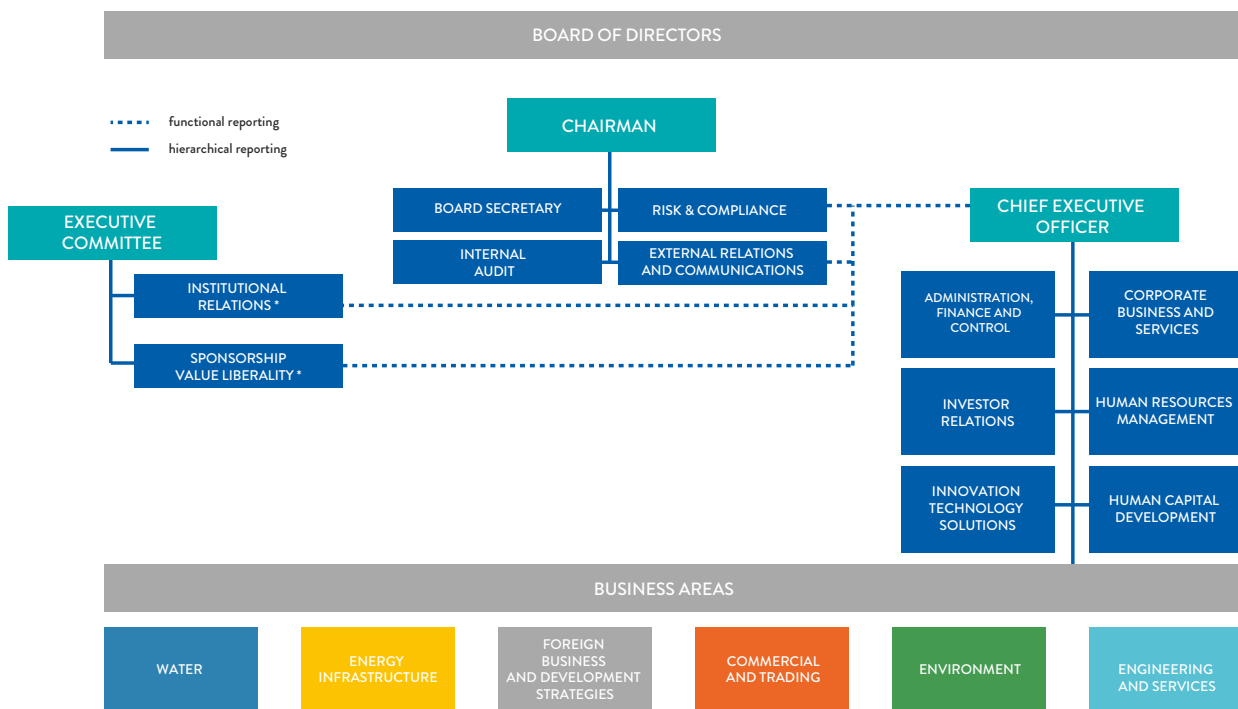 BOARD OF DIRECTORS
functional reporting
hierarchical reporting
CHAIRMAN
BOARD SECRETARY
RISK & COMPLIANCE
INTERNAL
AUDIT
EXTERNAL RELATIONS
AND COMMUNICATIONS
EXECUTIVE
COMMITTEE
INSTITUTIONAL
RELATIONS *
SPONSORSHIP
VALUE LIBERALITY *
CHIEF EXECUTIVE
OFFICER
ADMINISTRATION,
FINANCE AND
CONTROL
CORPORATE
BUSINESS AND
SERVICES
INVESTOR
RELATIONS
HUMAN RESOURCES
MANAGEMENT
INNOVATION
TECHNOLOGY
SOLUTIONS
HUMAN CAPITAL
DEVELOPMENT
BUSINESS AREAS
WATER
ENERGY
INFRASTRUCTURE
FOREIGN
BUSINESS
AND DEVELOPMENT
STRATEGIES
COMMERCIAL
AND TRADING
ENVIRONMENT
ENGINEERING
AND SERVICES